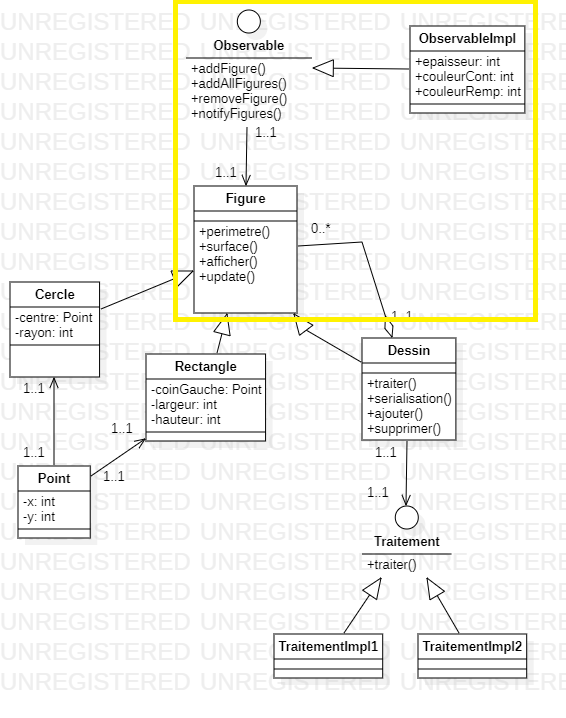 Observable
+addFigure()
+addAllFigures()
+removeFigure()
+notifyFigures()
ObservableImpl
+epaisseur: int
+couleurCont: int
+couleurRemp: int
1..1
1..1
Figure
+perimetre()
+surface()
+afficher()
+update()
0..*
1..1
Cercle
-centre: Point
-rayon: int
Rectangle
-coinGauche: Point
-largeur: int
-hauteur: int
Dessin
+traiter()
+serialisation()
+ajouter()
+supprimer()
1..1
1..1
1..1
1..1
Point
-x: int
-y: int
1..1
1..1
Traitement
+traiter()
TraitementImpl1
TraitementImpl2
UNREGISTERED